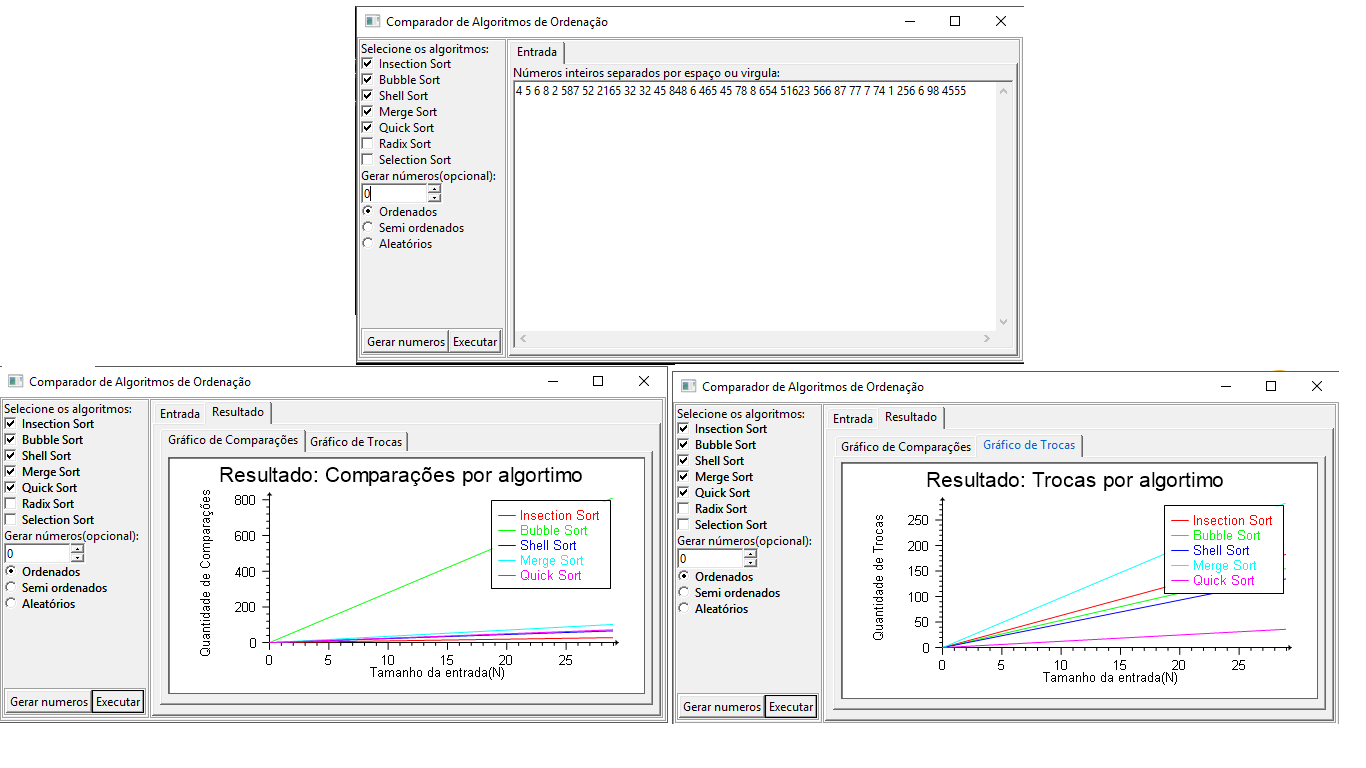 Comparador de Algoritmos de Ordenação
Selecione os algoritmos:
Insection Sort
Bubble Sort
Shell Sort
Merge Sort
Quick Sort
Radix Sort
Selection Sort
Gerar números(opcional):
0
Ordenados
Semi ordenados
Aleatórios
Gerar numeros Executar
Entrada
Números inteiros separados por espaço ou virgula:
4 5 6 8 2 587 52 2165 32 32 45 848 6 465 45 78 8 654 51623 566 87 77 7 74 1 256 6 98 4555
Comparador de Algoritmos de Ordenação
Selecione os algoritmos:
Insection Sort
Bubble Sort
Shell Sort
Merge Sort
Quick Sort
Radix Sort
Selection Sort
Gerar números(opcional):
0
Ordenados
Semi ordenados
Aleatórios
Gerar numeros Executar
Entrada Resultado
Gráfico de Comparações Gráfico de Trocas
Resultado: Comparações por algortimo
Quantidade de Comparações
800
600
400
200
0
Insection Sort
Bubble Sort
Shell Sort
Merge Sort
Quick Sort
0 5 10 15 20 25
Tamanho da entrada(N)
Comparador de Algoritmos de Ordenação
Selecione os algoritmos:
Insection Sort
Bubble Sort
Shell Sort
Merge Sort
Quick Sort
Radix Sort
Selection Sort
Gerar números(opcional):
0
Ordenados
Semi ordenados
Aleatórios
Gerar numeros Executar
Entrada Resultado
Gráfico de Comparações Gráfico de Trocas
Resultado: Trocas por algortimo
Quantidade de Trocas
250
200
150
100
50
0
Insection Sort
Bubble Sort
Shell Sort
Merge Sort
Quick Sort
0 5 10 15 20 25
Tamanho da entrada(N)